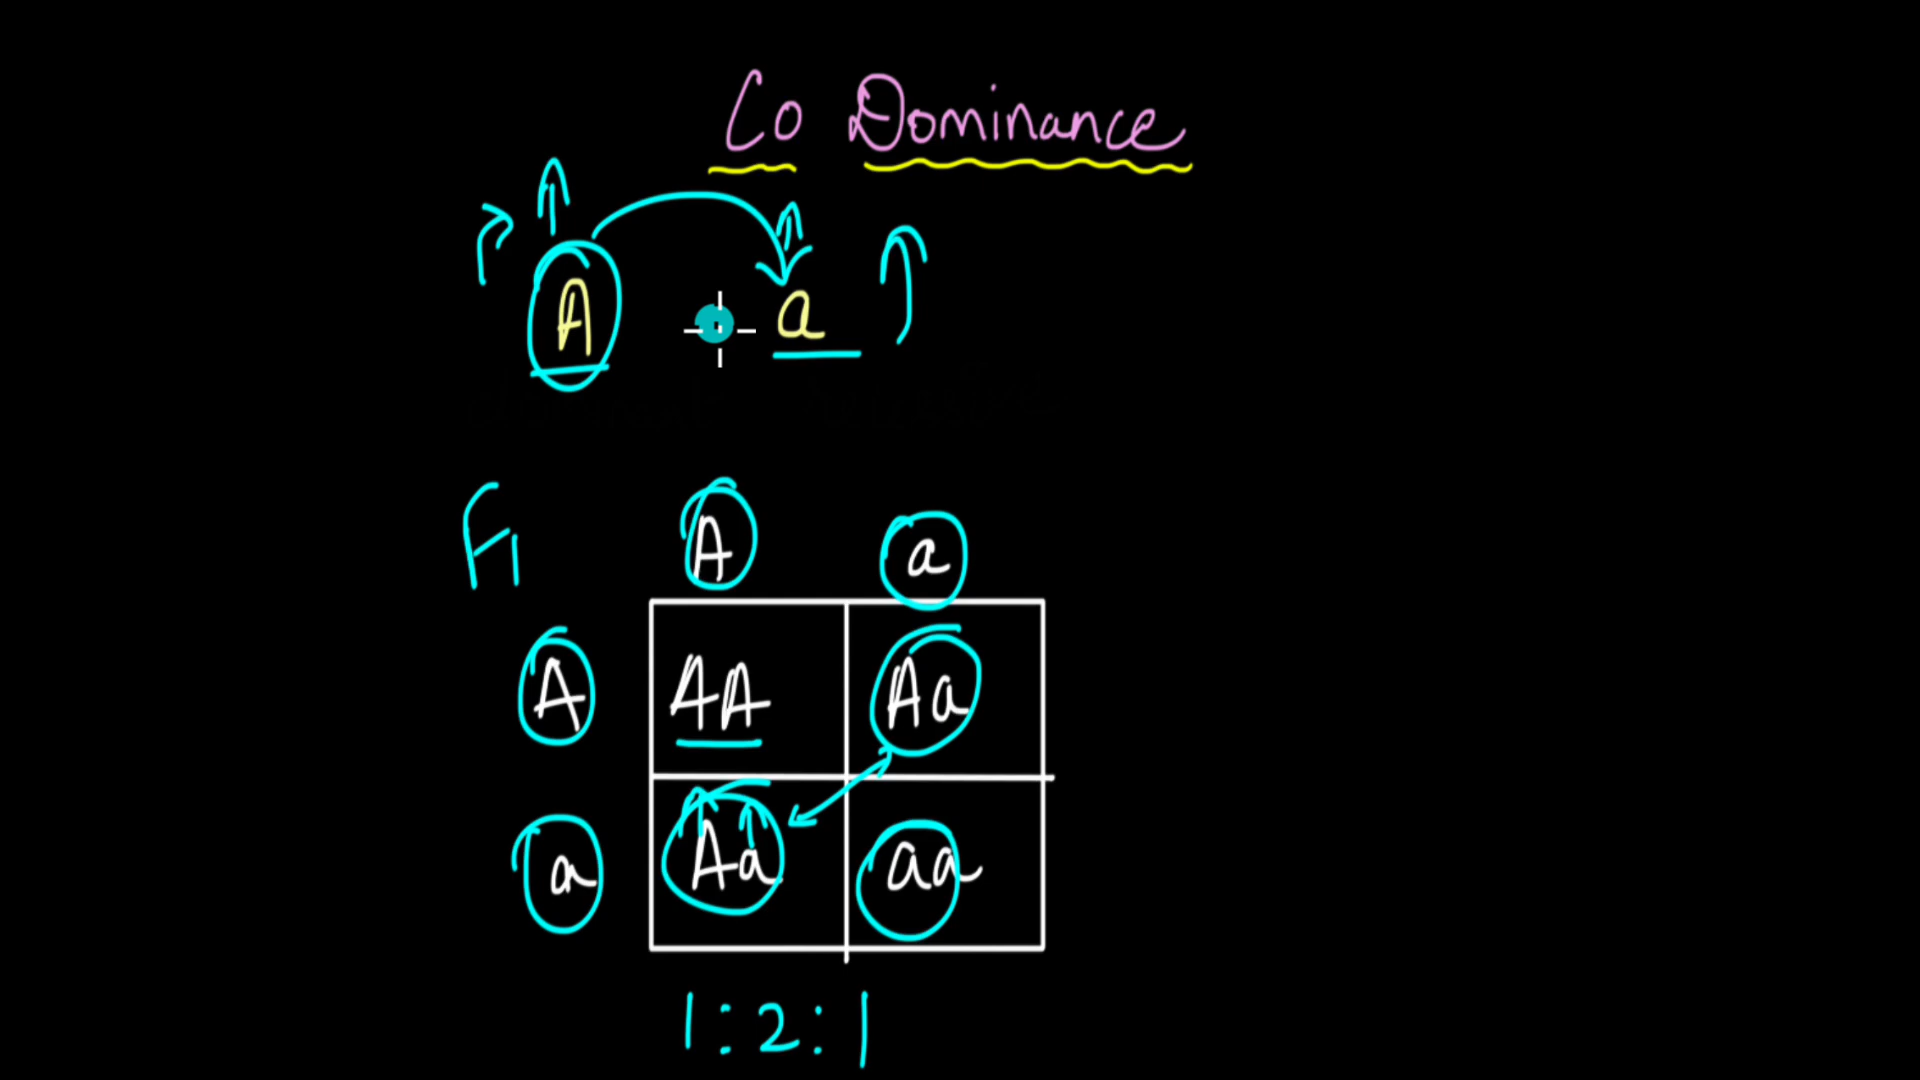 Co Dominance
A a
F1 A a
A AA Aa
a Aa aa
1:2:1